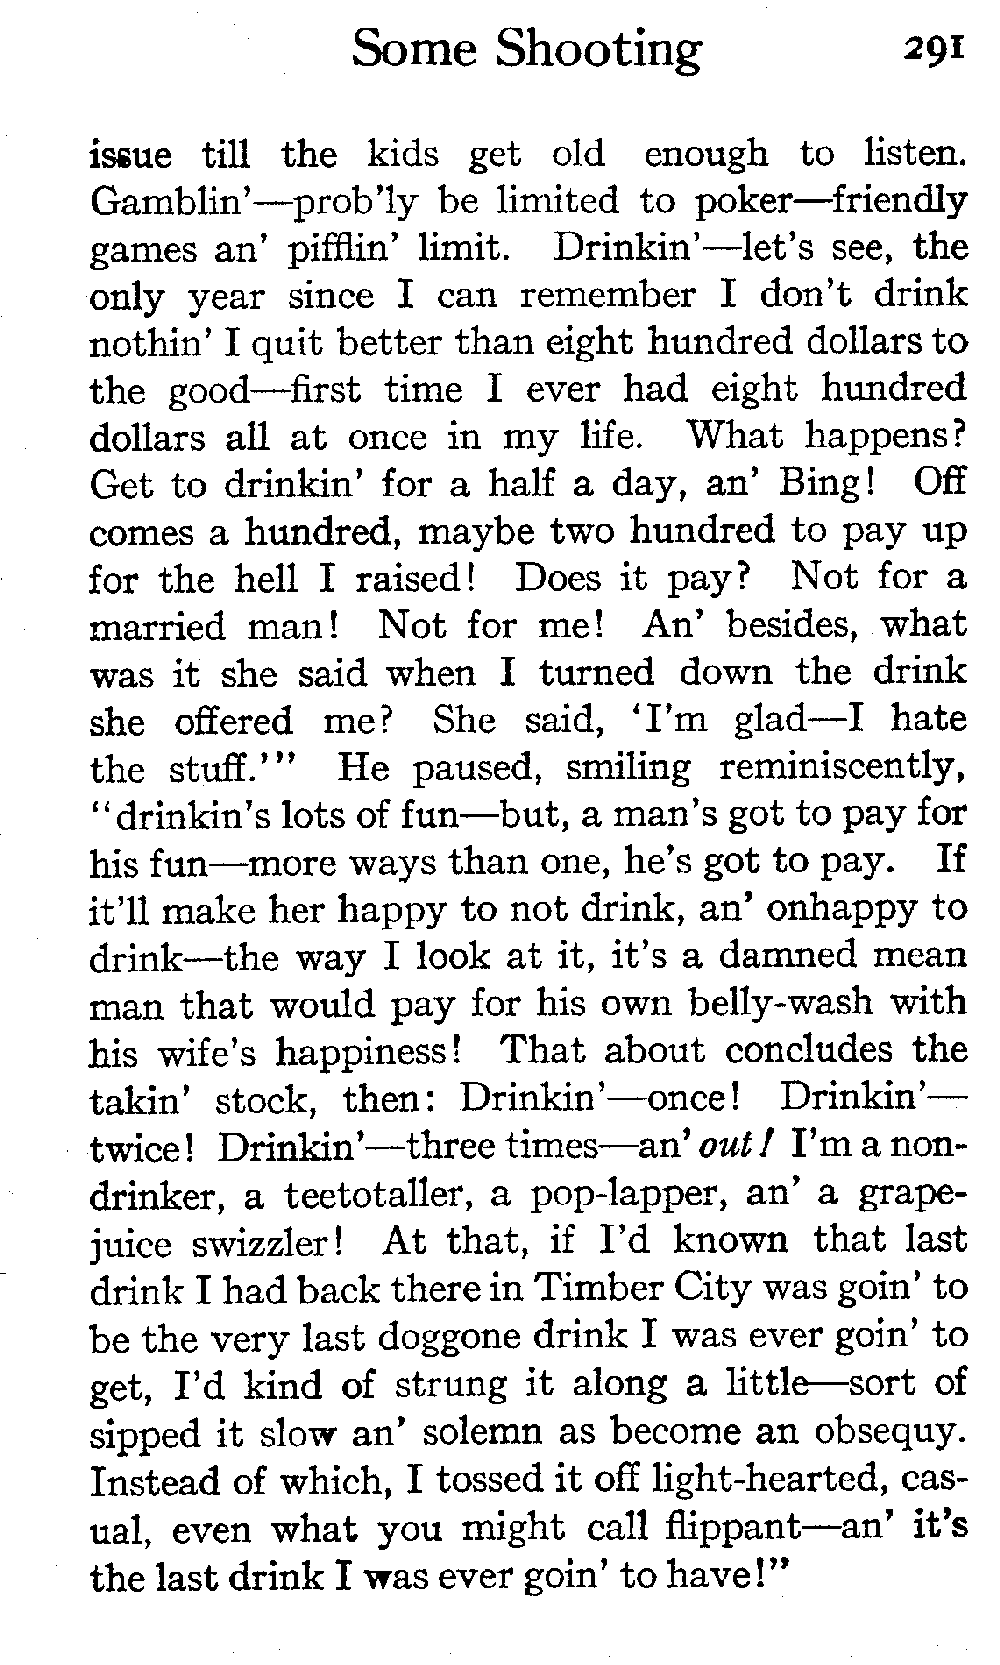 Some Shooting 291
issue till the kids get old enough to listen.
Gamblin'—prob'ly be limited to poker—friendly
games an' pifflin' limit. Drinkin'—let's see, the
only year since I can remember I don't drink
nothin' I quit better than eight hundred dollars to
the good—first time I ever had eight hundred
dollars all at once in my life. What happens?
Get to drinkin' for a half a day, an' Bing! Off
comes a hundred, maybe two hundred to pay up
for the hell I raised! Does it pay? Not for a
married man! Not for me! An' besides, what
was it she said when I turned down the drink
she offered me? She said, 'I'm glad—I hate
the stuff.'" He paused, smiling reminiscently,
"drinkin's lots of fun—but, a man's got to pay for
his fun—more ways than one, he's got to pay. If
it'll make her happy to not drink, an' onhappy to
drink—the way I look at it, it's a damned mean
man that would pay for his own belly-wash with
his wife's happiness! That about concludes the
takin' stock, then: Drinkin'—once! Drinkin'—
twice! Drinkin'—three times—an' out! I'm a non-
drinker, a teetotaller, a pop-lapper, an' a grape-
juice swizzler! At that, if I'd known that last
drink I had back there in Timber City was goin' to
be the very last doggone drink I was ever goin' to
get, I'd kind of strung it along a little—sort of
sipped it slow an' solemn as become an obsequy.
Instead of which, I tossed it off light-hearted, cas-
ual, even what you might call flippant—an' it's
the last drink I was ever goin' to have!"